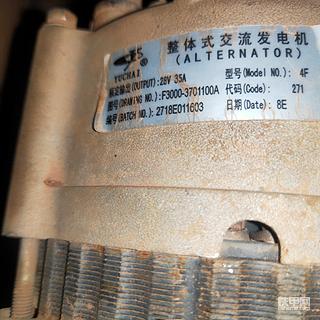 整体式交流发电机
(ALTERNATOR)
YUCHAI
额定输出(OUTPUT):28V 35A
型号(Model NO.): 4F
图号(DRAWING NO.):F3000-3701100A
代码(Code): 271
编号(BATCH NO.): 2718E011603
日期(Date): 8E
铁甲网